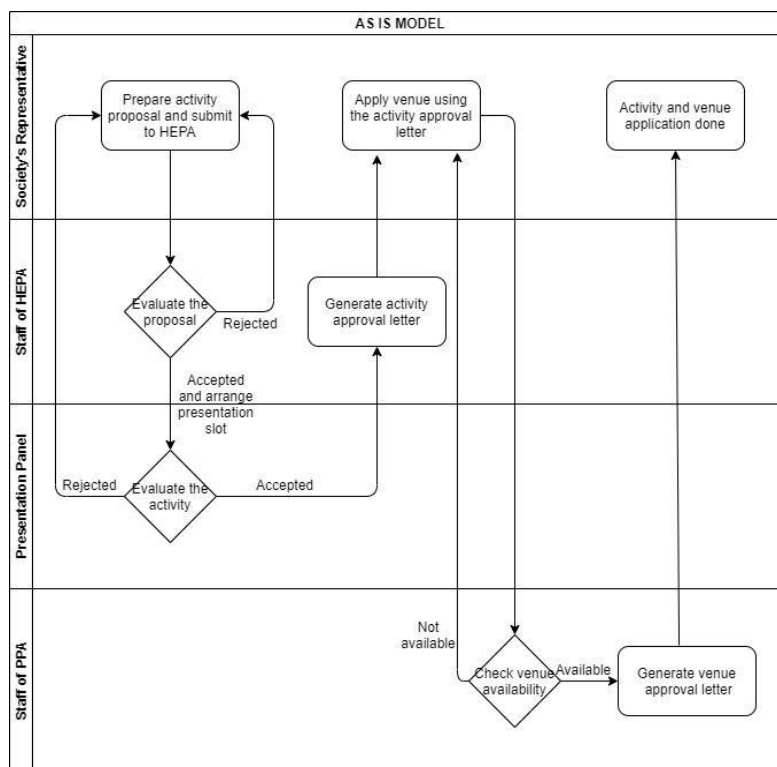 AS IS MODEL
Society's Representative
Prepare activity
proposal and submit
to HEPA
Apply venue using
the activity approval
letter
Activity and venue
application done
Staff of HEPA
Evaluate the
proposal
Rejected
Generate activity
approval letter
Accepted
and arrange
presentation
slot
Presentation Panel
Rejected
Evaluate the
activity
Accepted
Staff of PPA
Not
available
Check venue
availability
Available
Generate venue
approval letter